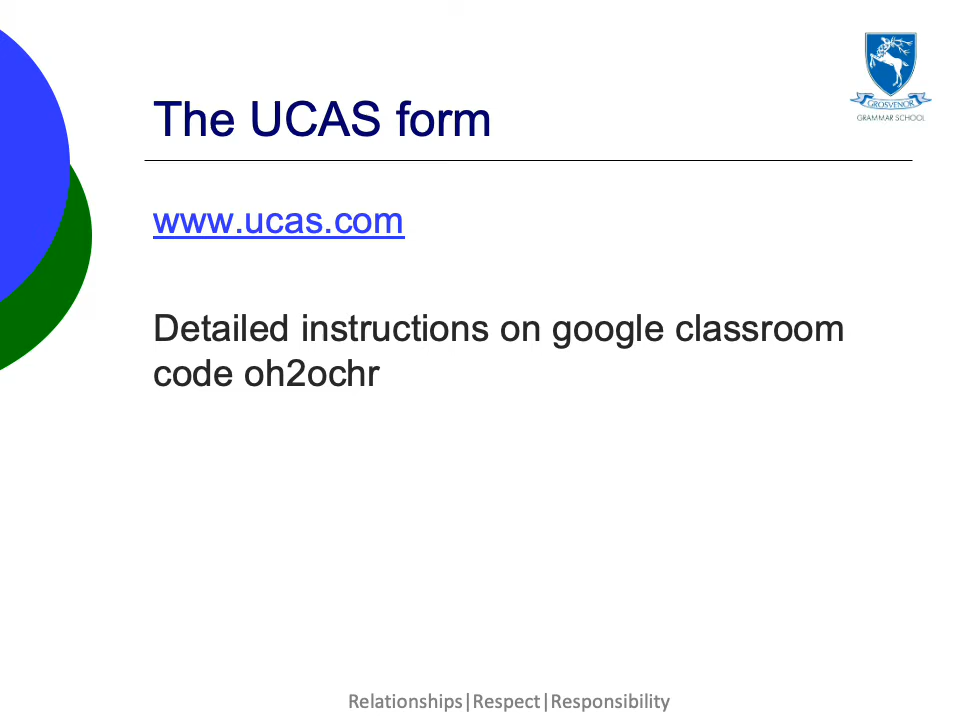 The UCAS form
GROSVENOR
GRAMMAR SCHOOL
www.ucas.com
Detailed instructions on google classroom
code oh2ochr
Relationships|Respect|Responsibility